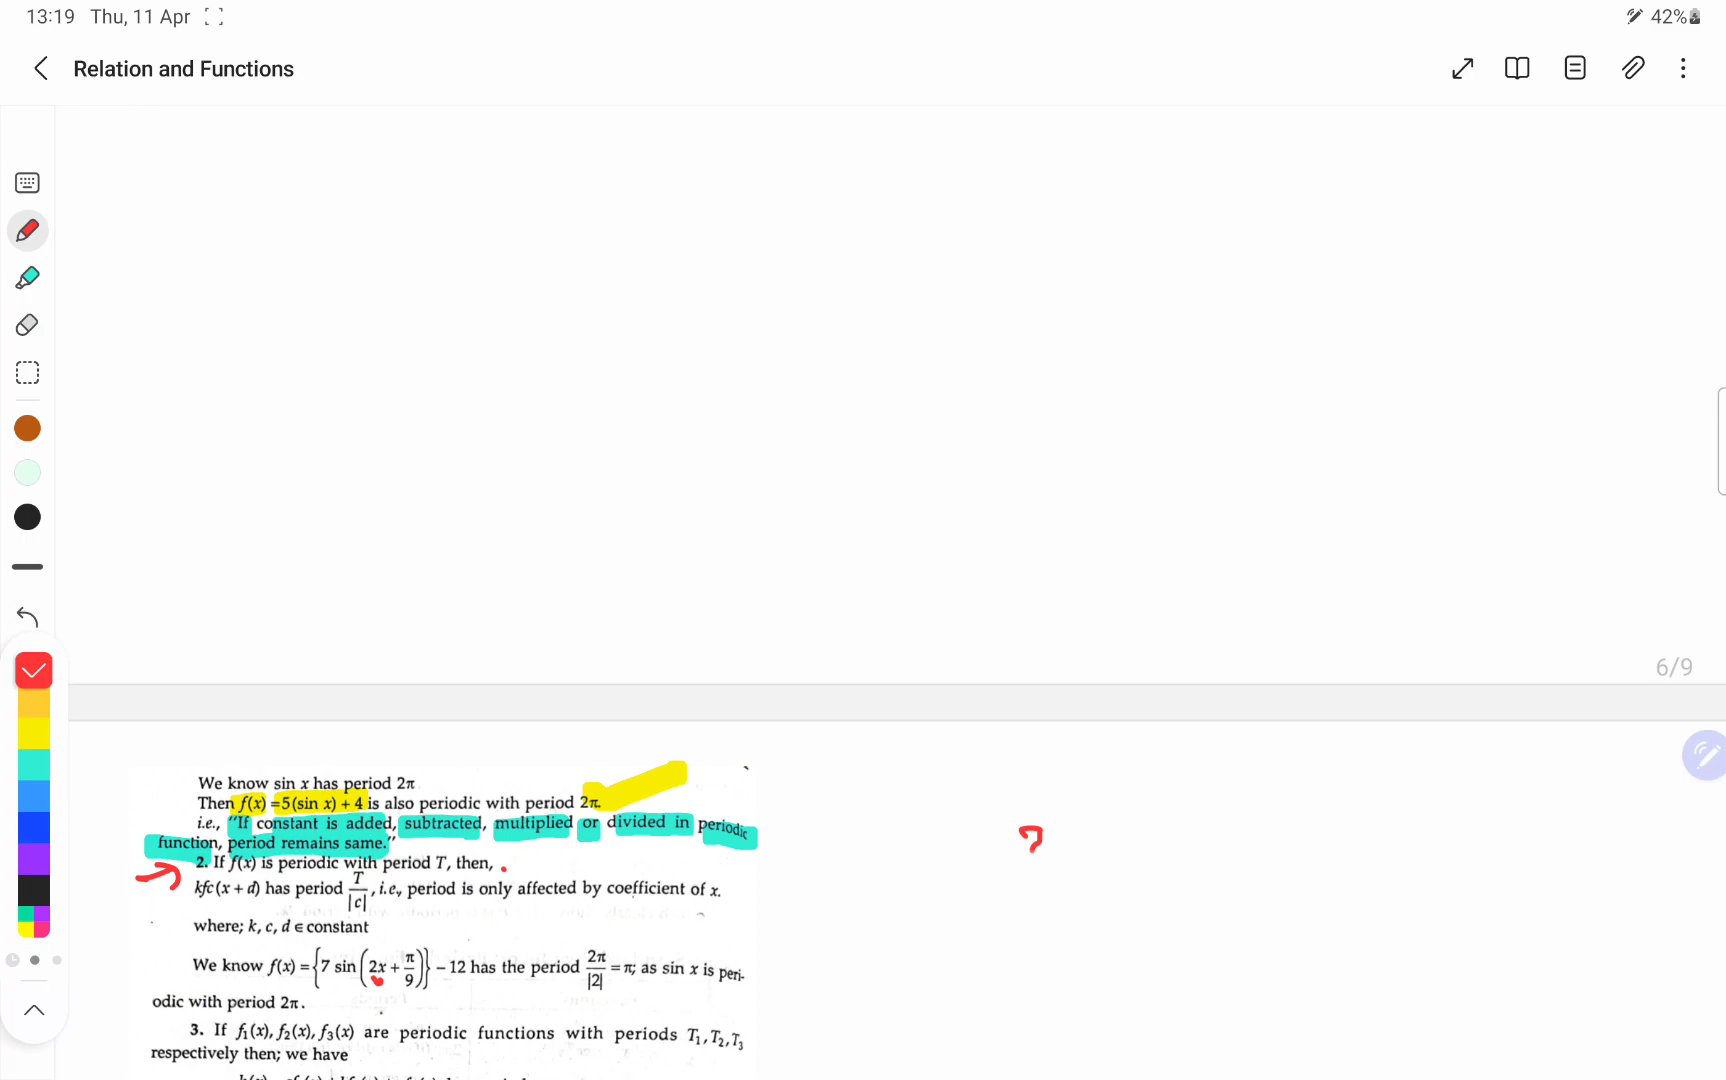 13:19 Thu, 11 Apr
42%
Relation and Functions
6/9
We know sin x has period 2π
Then f(x) = 5(sin x) + 4 is also periodic with period 2π.
i.e., "If constant is added, subtracted, multiplied or divided in periodic
function, period remains same."
2. If f(x) is periodic with period T, then,
kfc(x + d) has period T/|c|, i.e., period is only affected by coefficient of x.
where; k, c, d ∈ constant
We know f(x) = {7 sin(2x + π/9)} − 12 has the period 2π/|2| = π; as sin x is peri-
odic with period 2π.
3. If f₁(x), f₂(x), f₃(x) are periodic functions with periods T₁, T₂, T₃
respectively then; we have